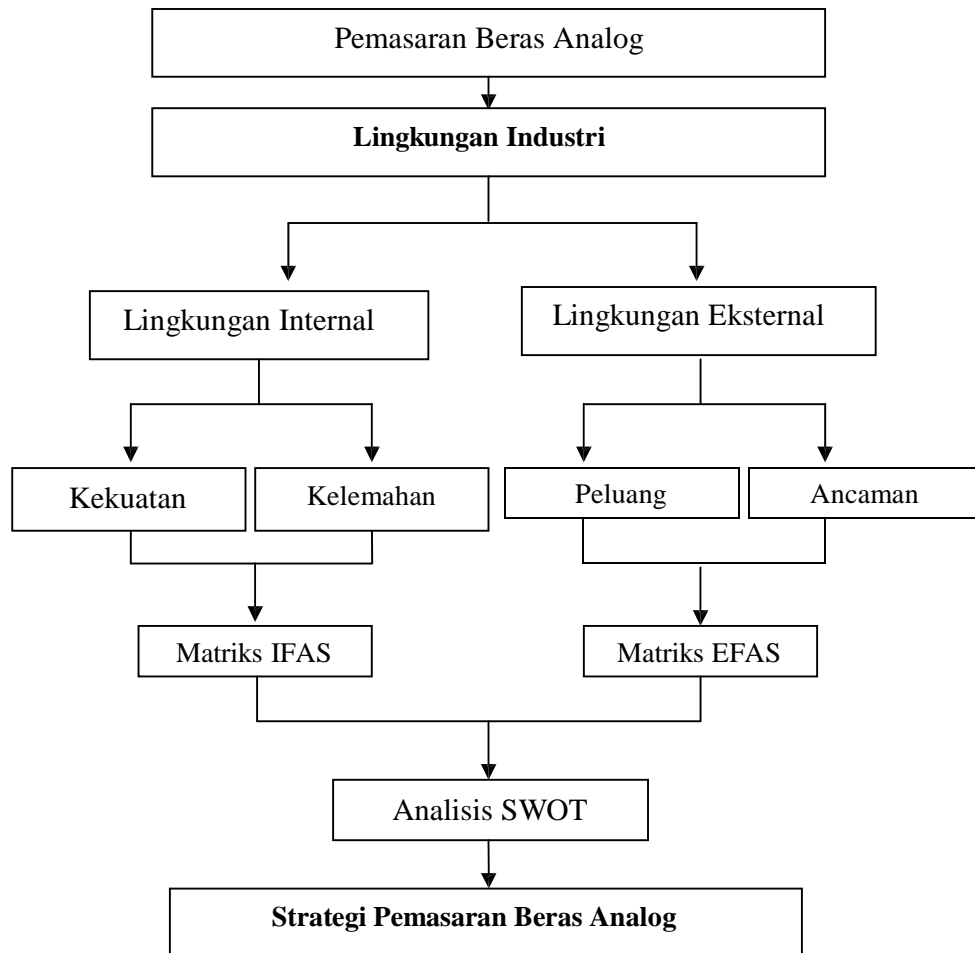 Pemasaran Beras Analog
Lingkungan Industri
Lingkungan Internal
Lingkungan Eksternal
Kekuatan
Kelemahan
Peluang
Ancaman
Matriks IFAS
Matriks EFAS
Analisis SWOT
Strategi Pemasaran Beras Analog